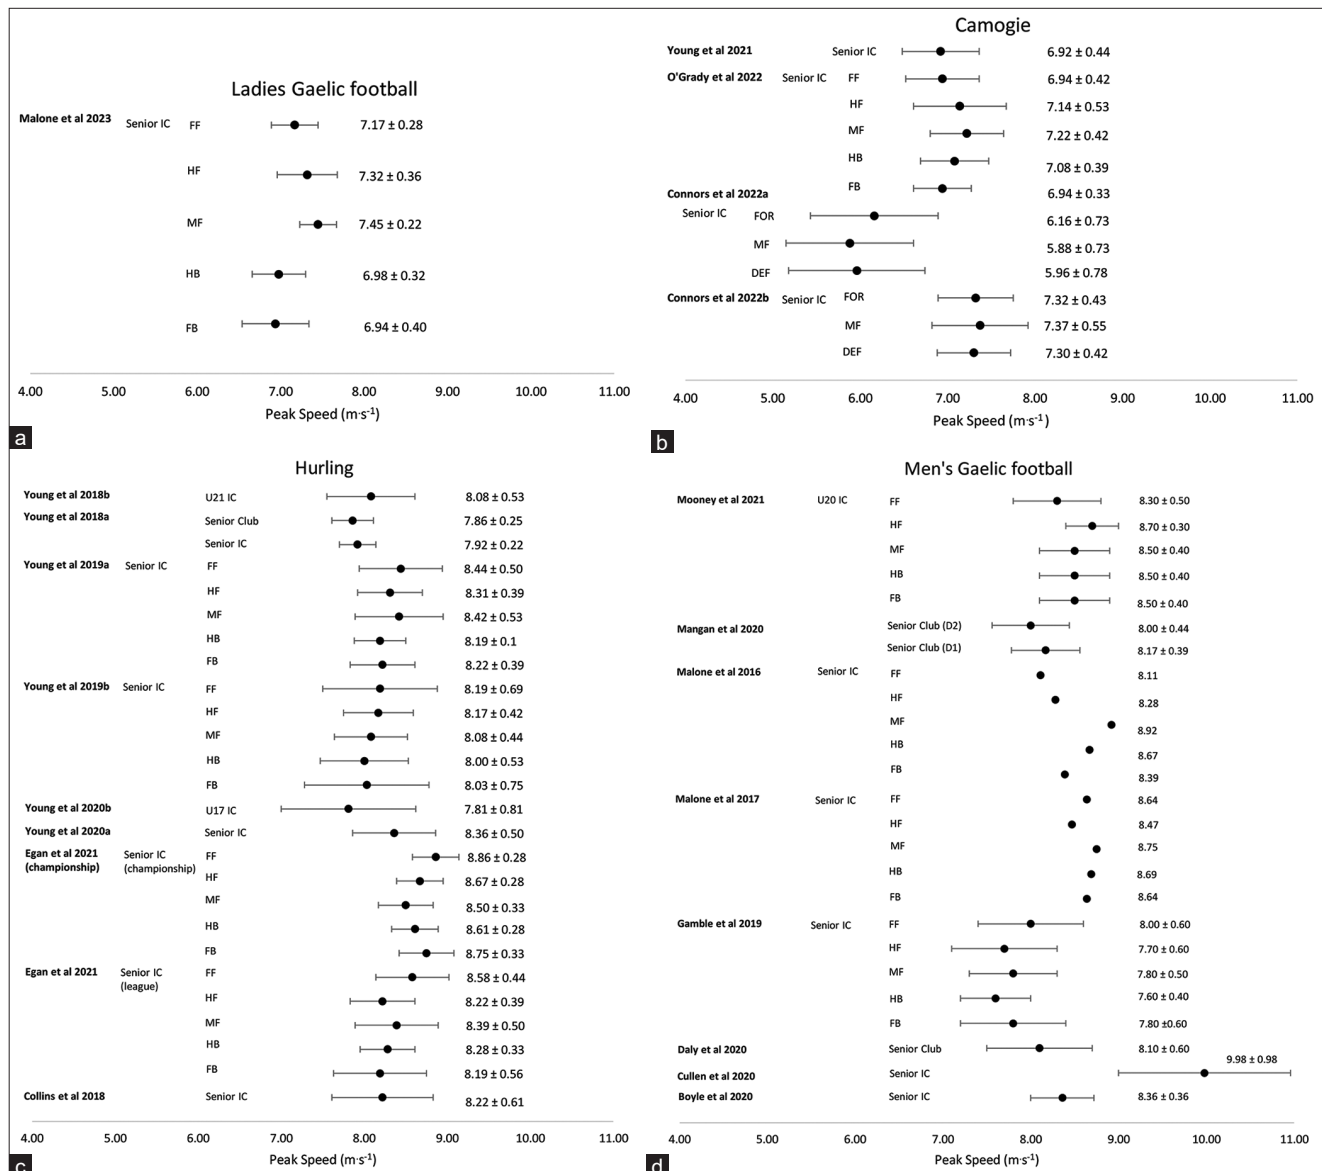 Ladies Gaelic football
Malone et al 2023 Senior IC FF 7.17 ± 0.28
HF 7.32 ± 0.36
MF 7.45 ± 0.22
HB 6.98 ± 0.32
FB 6.94 ± 0.40
4.00 5.00 6.00 7.00 8.00 9.00 10.00 11.00
Peak Speed (m·s⁻¹)
a
Camogie
Young et al 2021 Senior IC 6.92 ± 0.44
O'Grady et al 2022 Senior IC FF 6.94 ± 0.42
HF 7.14 ± 0.53
MF 7.22 ± 0.42
HB 7.08 ± 0.39
FB 6.94 ± 0.33
Connors et al 2022a
Senior IC FOR 6.16 ± 0.73
MF 5.88 ± 0.73
DEF 5.96 ± 0.78
Connors et al 2022b Senior IC FOR 7.32 ± 0.43
MF 7.37 ± 0.55
DEF 7.30 ± 0.42
4.00 5.00 6.00 7.00 8.00 9.00 10.00 11.00
Peak Speed (m·s⁻¹)
b
Hurling
Young et al 2018b U21 IC 8.08 ± 0.53
Young et al 2018a Senior Club 7.86 ± 0.25
Senior IC 7.92 ± 0.22
Young et al 2019a Senior IC FF 8.44 ± 0.50
HF 8.31 ± 0.39
MF 8.42 ± 0.53
HB 8.19 ± 0.1
FB 8.22 ± 0.39
Young et al 2019b Senior IC FF 8.19 ± 0.69
HF 8.17 ± 0.42
MF 8.08 ± 0.44
HB 8.00 ± 0.53
FB 8.03 ± 0.75
Young et al 2020b U17 IC 7.81 ± 0.81
Young et al 2020a Senior IC 8.36 ± 0.50
Egan et al 2021 Senior IC FF 8.86 ± 0.28
(championship) (championship)
HF 8.67 ± 0.28
MF 8.50 ± 0.33
HB 8.61 ± 0.28
FB 8.75 ± 0.33
Egan et al 2021 Senior IC FF 8.58 ± 0.44
(league)
HF 8.22 ± 0.39
MF 8.39 ± 0.50
HB 8.28 ± 0.33
FB 8.19 ± 0.56
Collins et al 2018 Senior IC 8.22 ± 0.61
4.00 5.00 6.00 7.00 8.00 9.00 10.00 11.00
Peak Speed (m·s⁻¹)
c
Men's Gaelic football
Mooney et al 2021 U20 IC FF 8.30 ± 0.50
HF 8.70 ± 0.30
MF 8.50 ± 0.40
HB 8.50 ± 0.40
FB 8.50 ± 0.40
Mangan et al 2020 Senior Club (D2) 8.00 ± 0.44
Senior Club (D1) 8.17 ± 0.39
Malone et al 2016 Senior IC FF 8.11
HF 8.28
MF 8.92
HB 8.67
FB 8.39
Malone et al 2017 Senior IC FF 8.64
HF 8.47
MF 8.75
HB 8.69
FB 8.64
Gamble et al 2019 Senior IC FF 8.00 ± 0.60
HF 7.70 ± 0.60
MF 7.80 ± 0.50
HB 7.60 ± 0.40
FB 7.80 ±0.60
Daly et al 2020 Senior Club 8.10 ± 0.60
Cullen et al 2020 Senior IC 9.98 ± 0.98
Boyle et al 2020 Senior IC 8.36 ± 0.36
4.00 5.00 6.00 7.00 8.00 9.00 10.00 11.00
Peak Speed (m·s⁻¹)
d